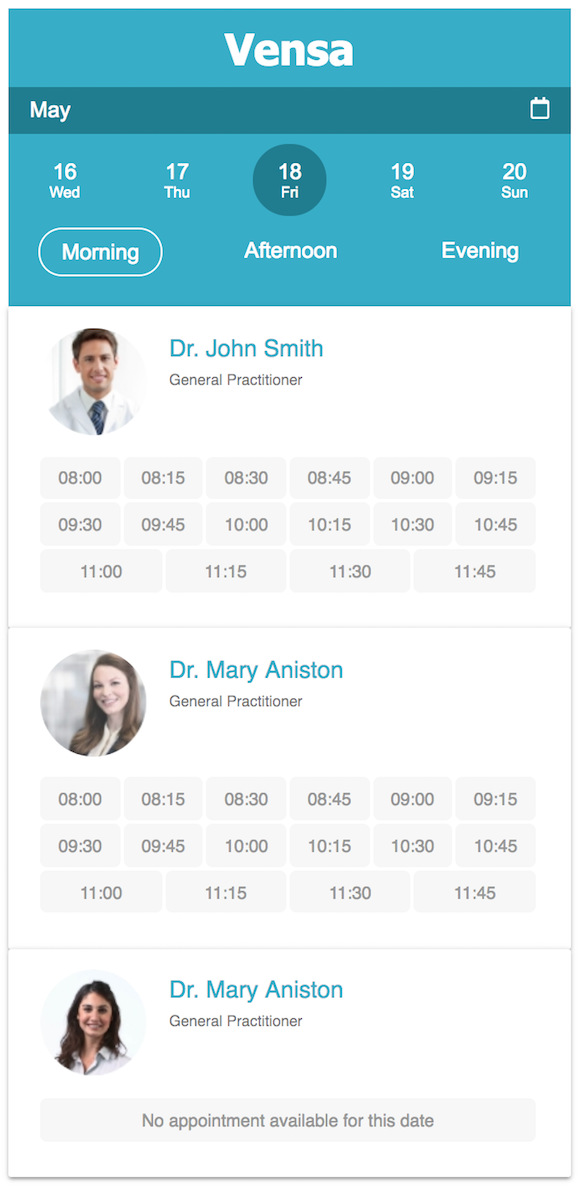 Vensa
May
16 17 18 19 20
Wed Thu Fri Sat Sun
Morning Afternoon Evening
Dr. John Smith
General Practitioner
08:00 08:15 08:30 08:45 09:00 09:15
09:30 09:45 10:00 10:15 10:30 10:45
11:00 11:15 11:30 11:45
Dr. Mary Aniston
General Practitioner
08:00 08:15 08:30 08:45 09:00 09:15
09:30 09:45 10:00 10:15 10:30 10:45
11:00 11:15 11:30 11:45
Dr. Mary Aniston
General Practitioner
No appointment available for this date